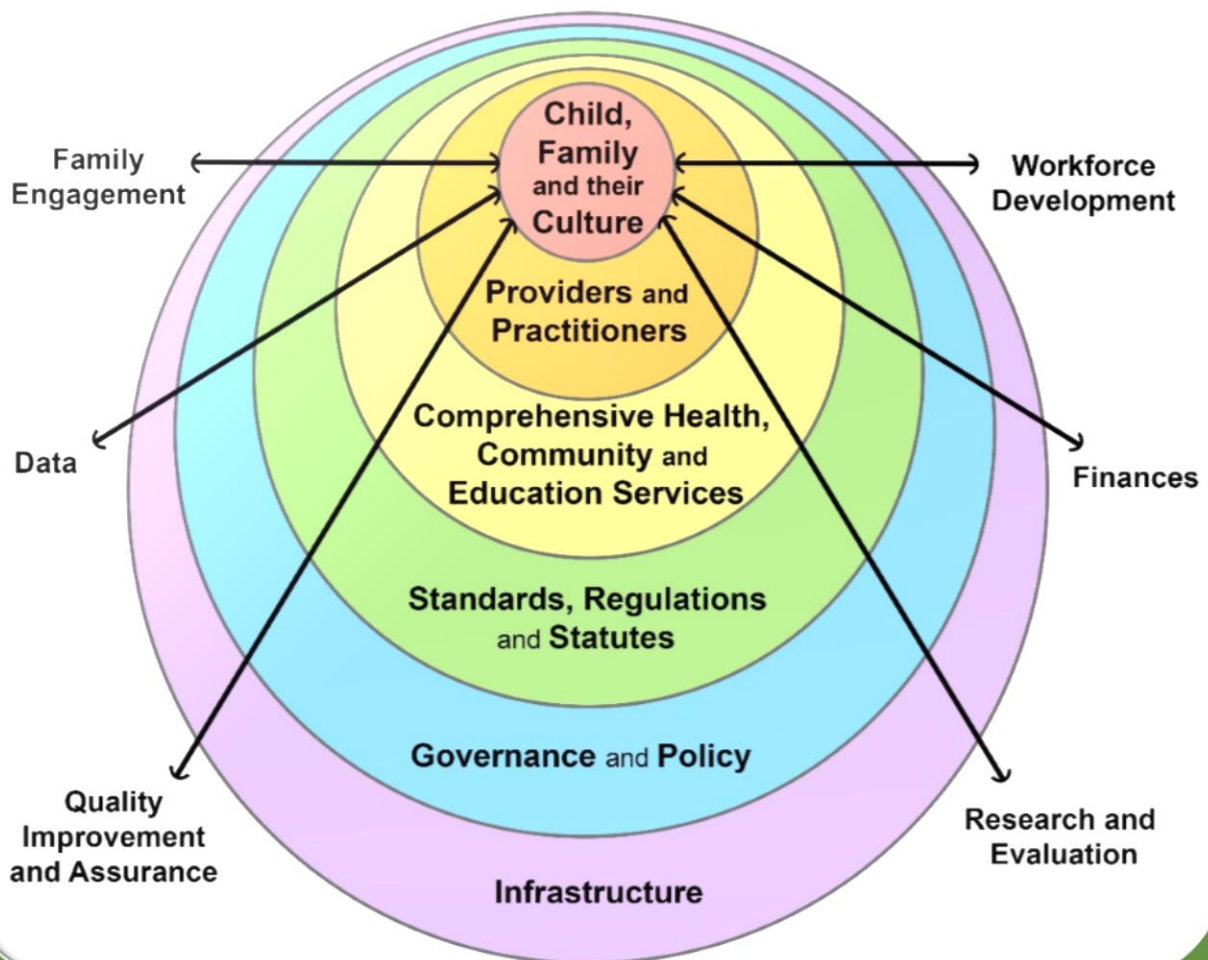 Child,
Family
and their
Culture
Family
Engagement
Workforce
Development
Providers and
Practitioners
Comprehensive Health,
Community and
Education Services
Data
Finances
Standards, Regulations
and Statutes
Governance and Policy
Quality
Improvement
and Assurance
Research and
Evaluation
Infrastructure